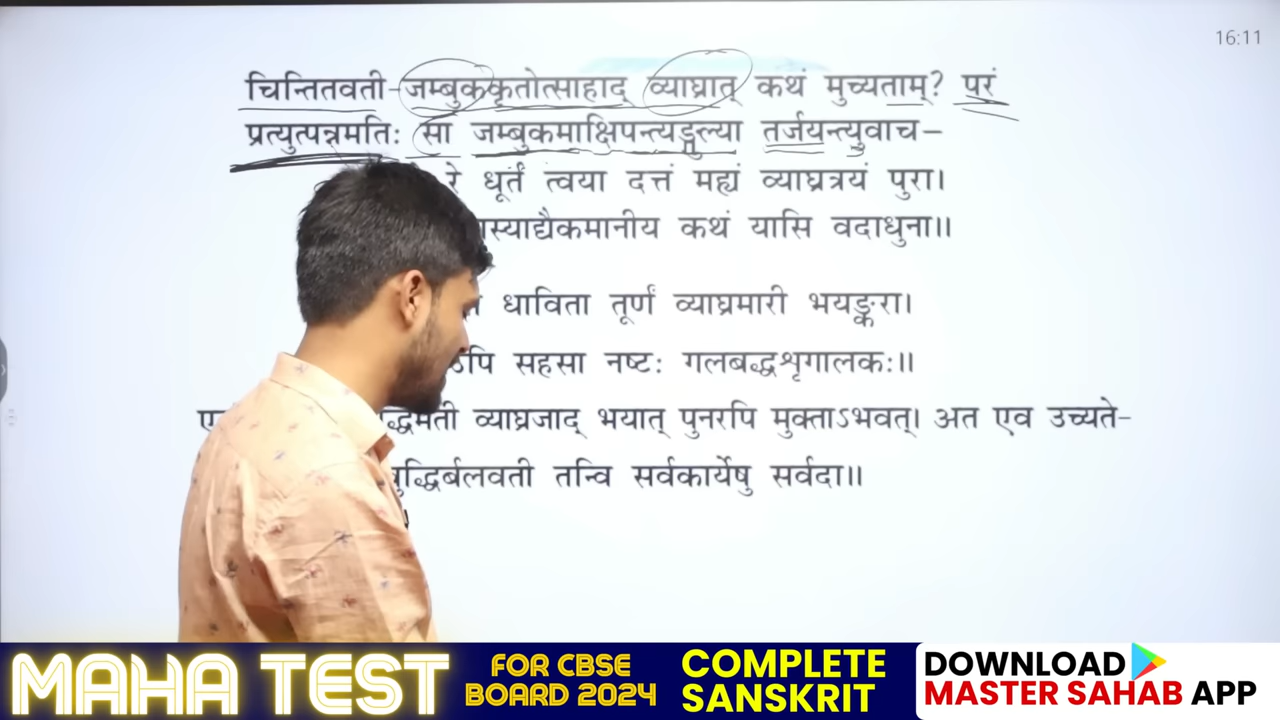 16:11
चिन्तितवती-जम्बुककृतोत्साहाद् व्याघ्रात् कथं मुच्यताम्? परं
प्रत्युत्पन्नमतिः सा जम्बुकमाक्षिपन्त्यङ्गुल्या तर्जयन्त्युवाच–
रे धूर्त त्वया दत्तं मह्यं व्याघ्रत्रयं पुरा।
कथं यासि वदाधुना॥
धाविता तूर्णं व्याघ्रमारी भयङ्करा।
सहसा नष्टः गलबद्धशृगालकः॥
व्याघ्रजाद् भयात् पुनरपि मुक्ताऽभवत्। अत एव उच्यते–
बुद्धिर्बलवती तन्वि सर्वकार्येषु सर्वदा॥
MAHA TEST
FOR CBSE
BOARD 2024
COMPLETE
SANSKRIT
DOWNLOAD
MASTER SAHAB APP